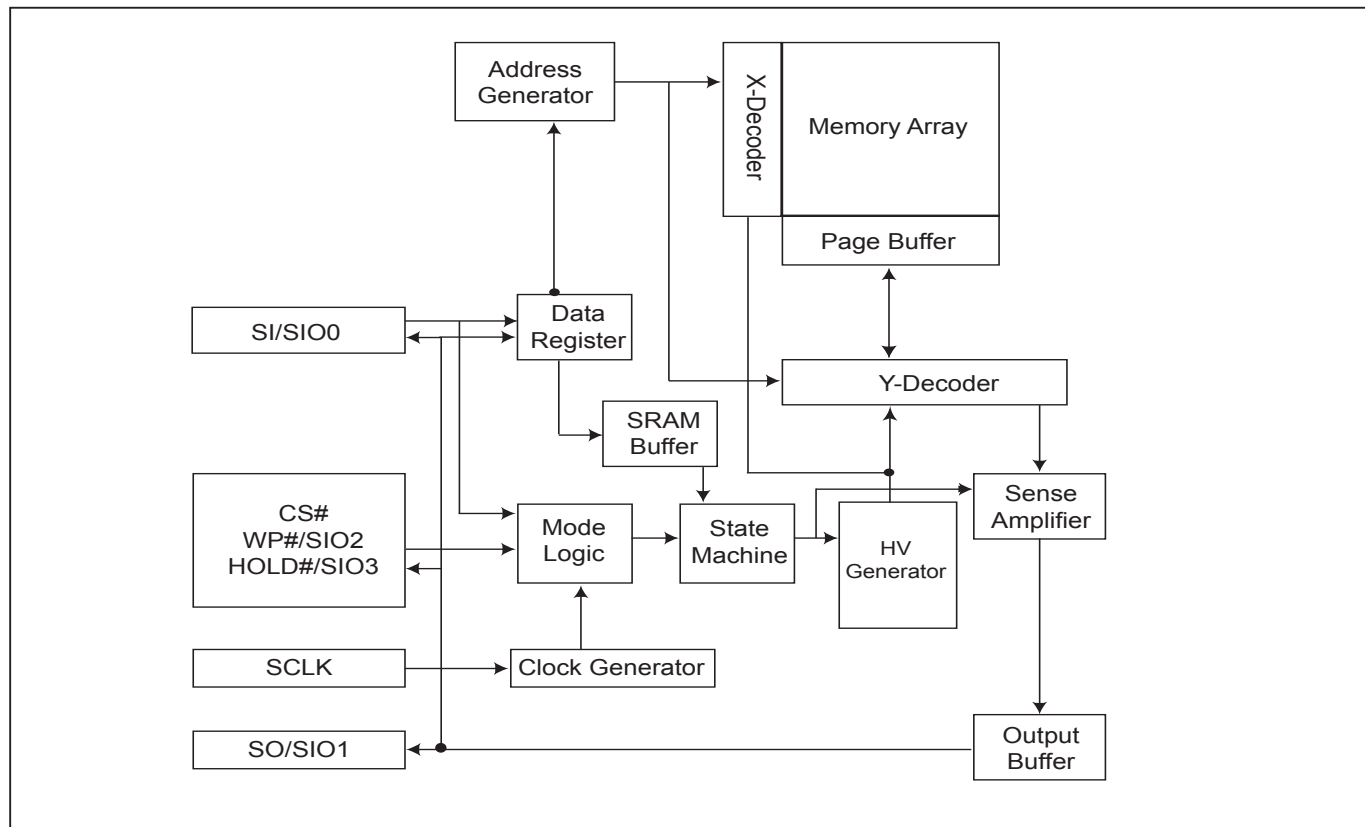 Address
Generator
X-Decoder
Memory Array
Page Buffer
SI/SIO0
Data
Register
Y-Decoder
SRAM
Buffer
CS#
WP#/SIO2
HOLD#/SIO3
Mode
Logic
State
Machine
HV
Generator
Sense
Amplifier
SCLK
Clock Generator
SO/SIO1
Output
Buffer